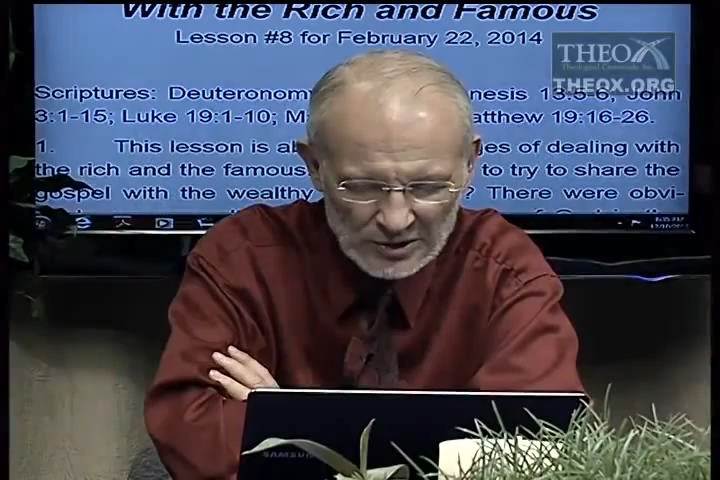 With the Rich and Famous
Lesson #8 for February 22, 2014
THEOX
THEOX.ORG
Scriptures: Deuteronomy nesis 13:5-6, John
3:1-15; Luke 19:1-10; M atthew 19:16-26.
1. This lesson is ab es of dealing with
the rich and the famous. to try to share the
gospel with the wealthy ? There were obvi-
SAMSUNG